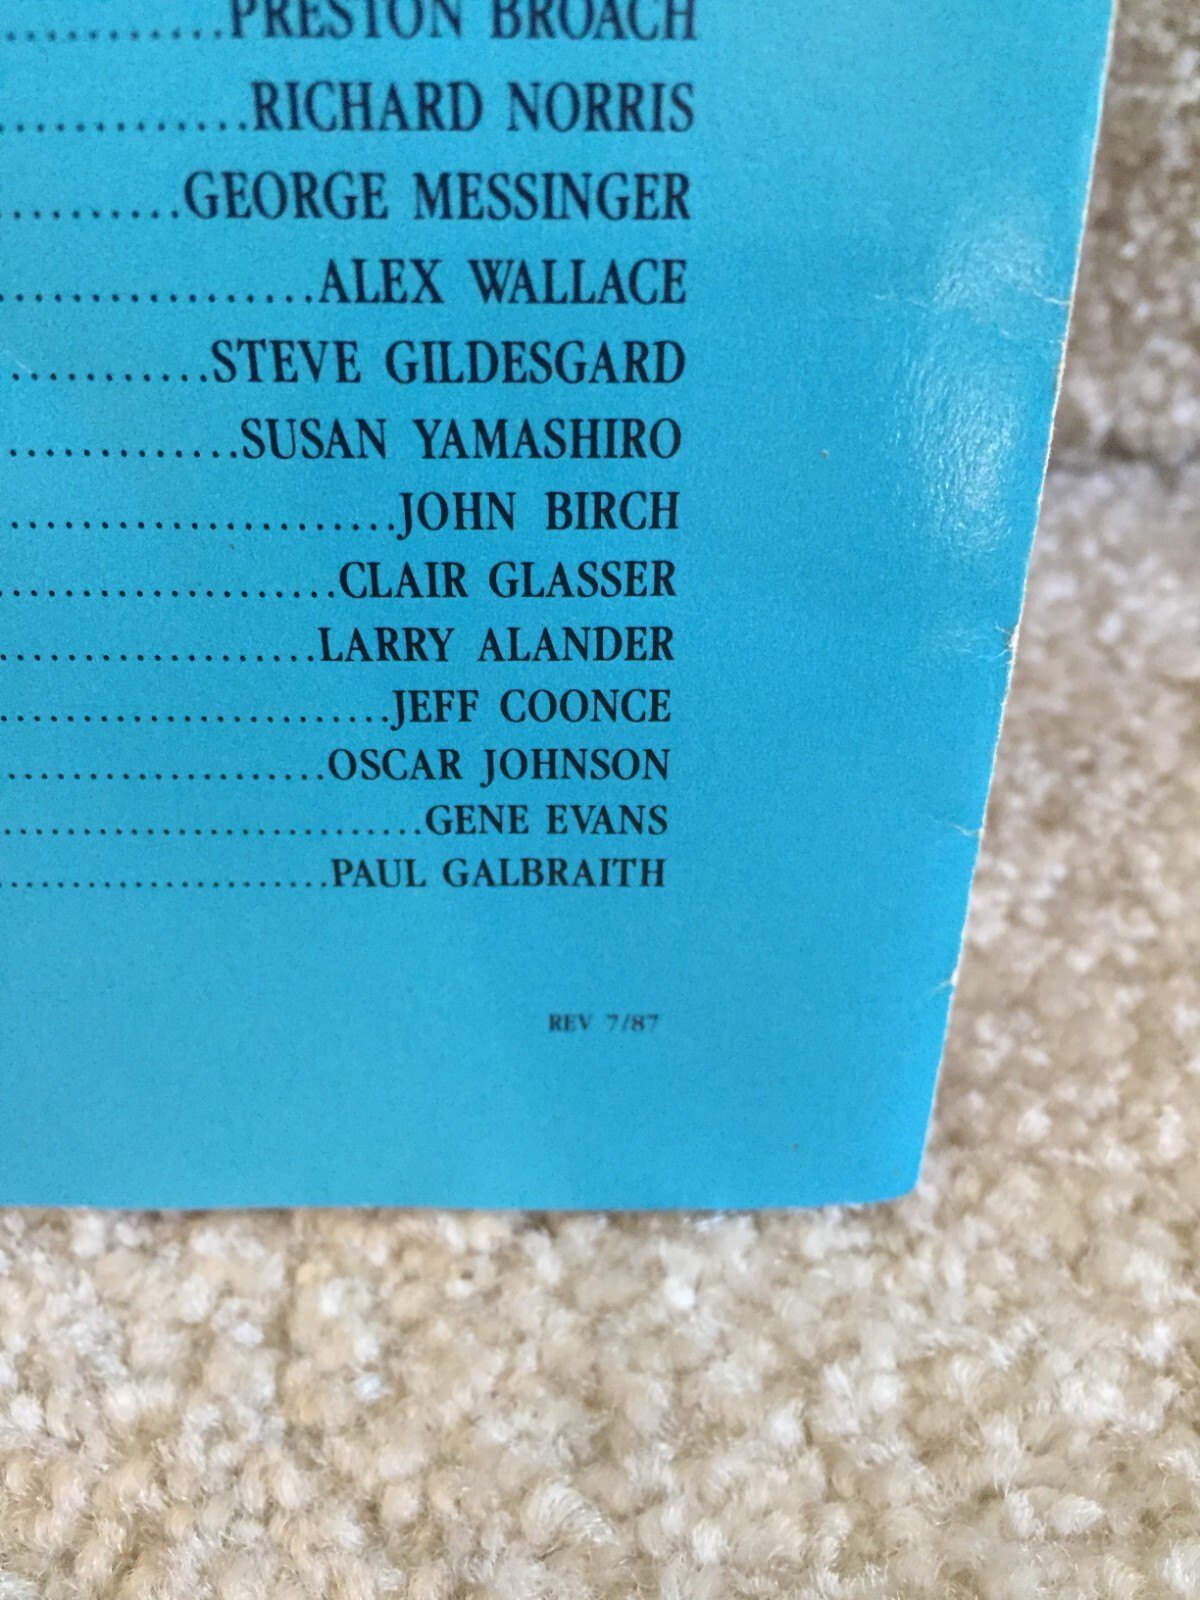 ............PRESTON BROACH
.............RICHARD NORRIS
..........GEORGE MESSINGER
.................ALEX WALLACE
...........STEVE GILDESGARD
.............SUSAN YAMASHIRO
......................JOHN BIRCH
...................CLAIR GLASSER
..................LARRY ALANDER
.......................JEFF COONCE
....................OSCAR JOHNSON
..........................GENE EVANS
.....................PAUL GALBRAITH
REV 7/87